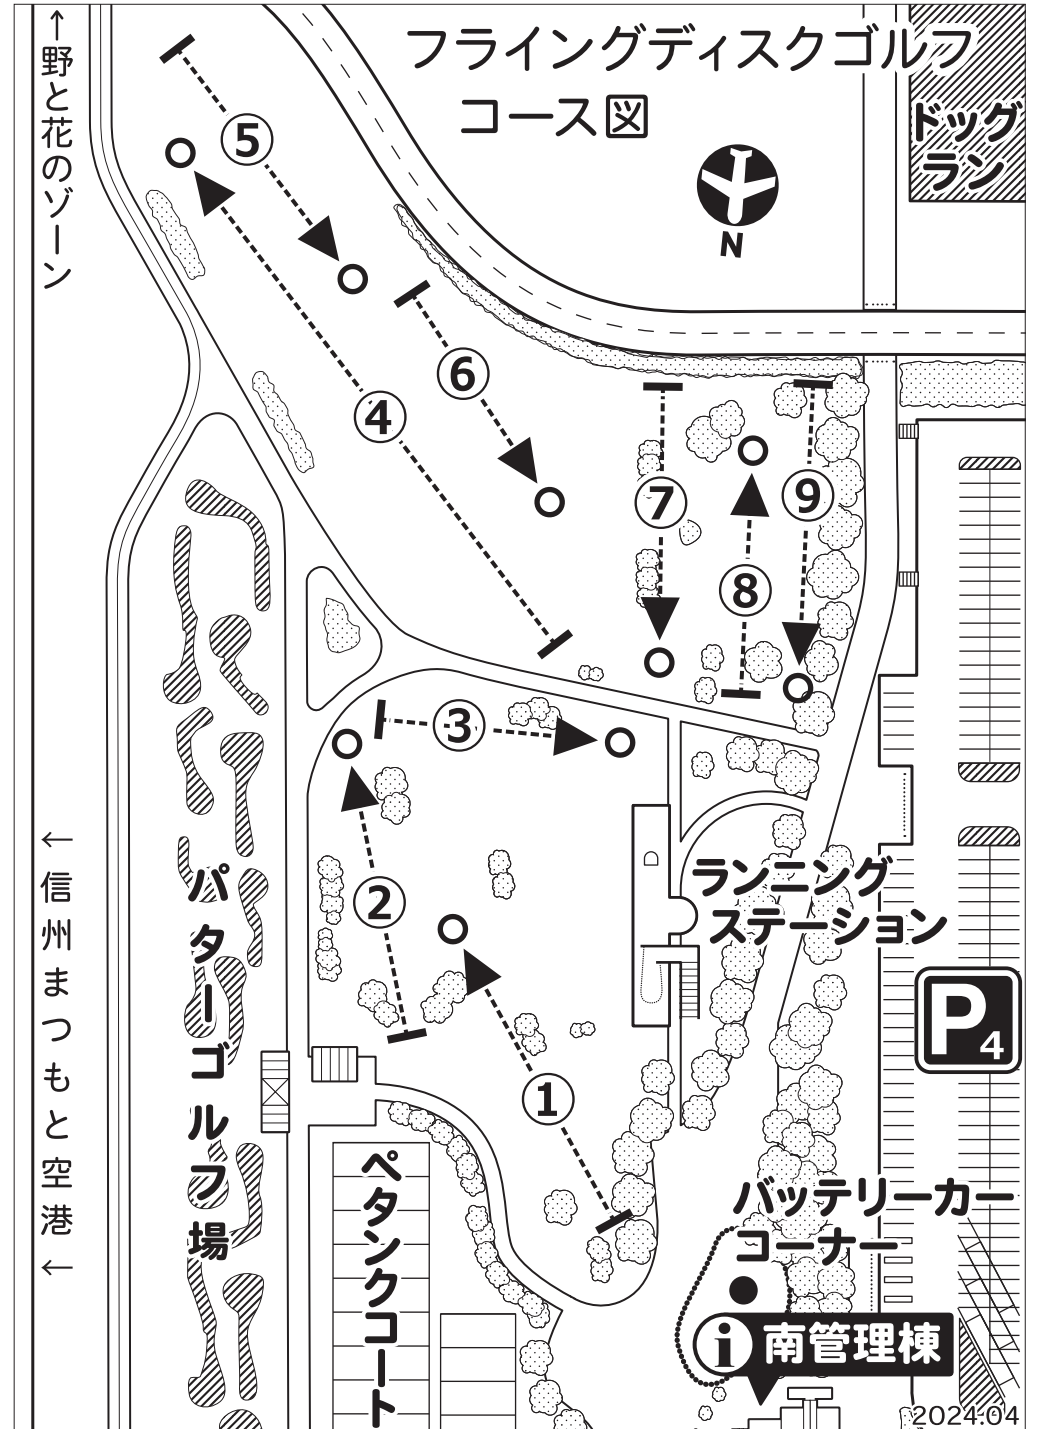 フライングディスクゴルフ
コース図
ドッグ
ラン
N
↑野と花のゾーン
5
6
4
7
9
8
3
2
1
ランニング
ステーション
P4
パターゴルフ場
←信州まつもと空港←
ペタンクコート
バッテリーカー
コーナー
i 南管理棟
2024.04